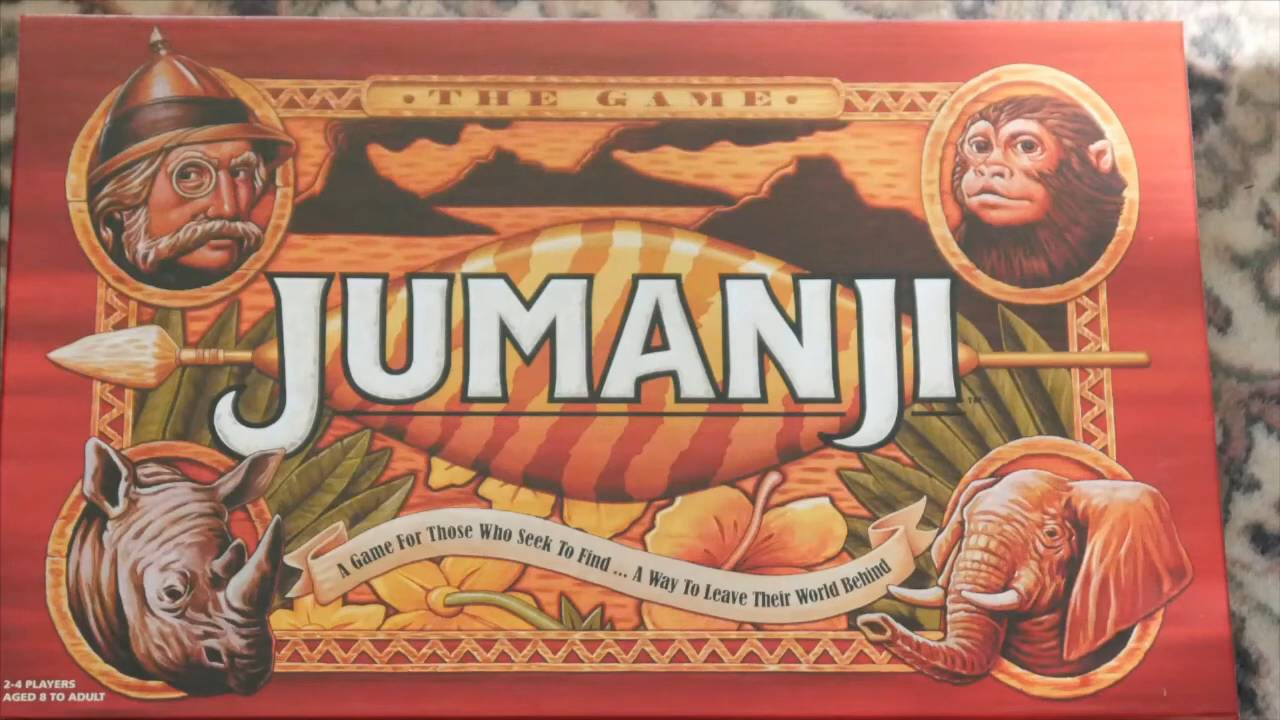 • THE GAME •
JUMANJI™
A Game For Those Who Seek To Find ... A Way To Leave Their World Behind
2-4 PLAYERS
AGED 8 TO ADULT